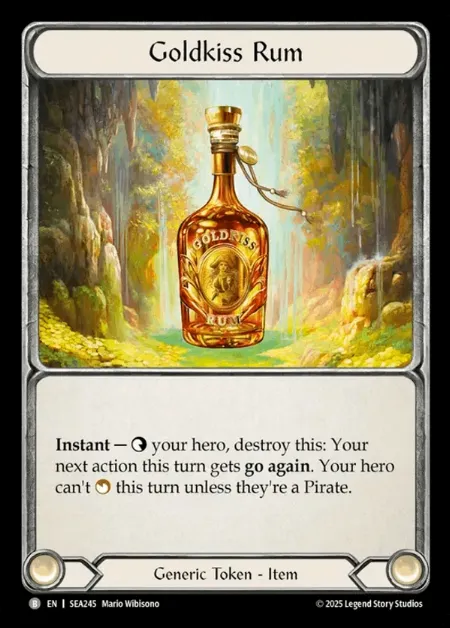 Goldkiss Rum
GOLDKISS
RUM
Instant — your hero, destroy this: Your
next action this turn gets go again. Your hero
can't this turn unless they're a Pirate.
Generic Token - Item
B EN | SEA245 Mario Wibisono
© 2025 Legend Story Studios